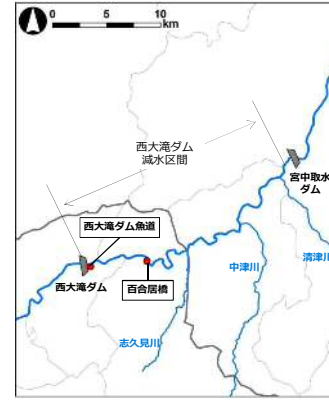 0 5 10
km
西大滝ダム
減水区間
宮中取水
ダム
西大滝ダム魚道
清津川
中津川
西大滝ダム
百合居橋
志久見川